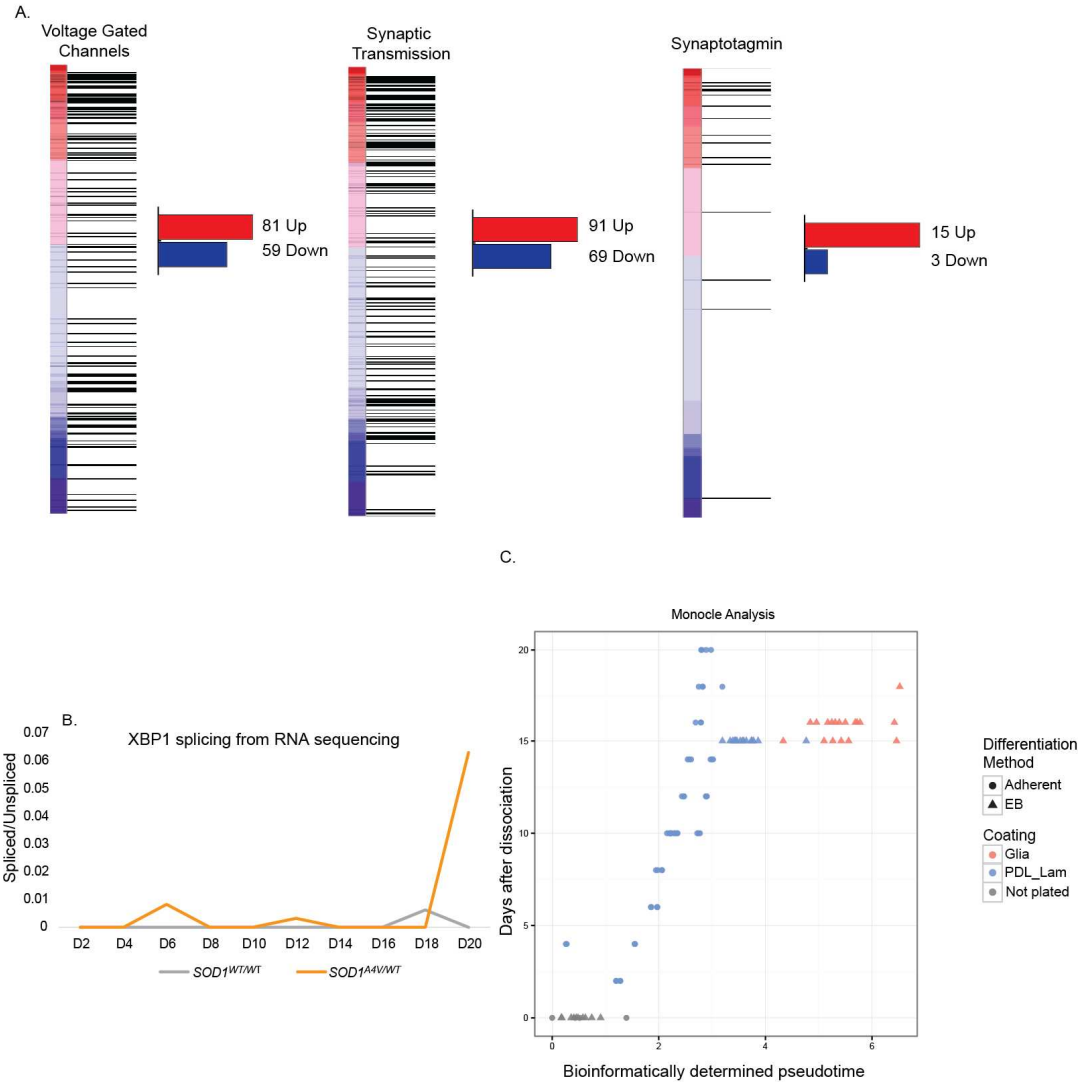 A.
Voltage Gated
Channels
Synaptic
Transmission
Synaptotagmin
81 Up
59 Down
91 Up
69 Down
15 Up
3 Down
B.
XBP1 splicing from RNA sequencing
Spliced/Unspliced
0.07
0.06
0.05
0.04
0.03
0.02
0.01
0
D2 D4 D6 D8 D10 D12 D14 D16 D18 D20
SOD1WT/WT SOD1A4V/WT
C.
Monocle Analysis
Days after dissociation
20
15
10
5
0
0 2 4 6
Bioinformatically determined pseudotime
Differentiation
Method
Adherent
EB
Coating
Glia
PDL_Lam
Not plated